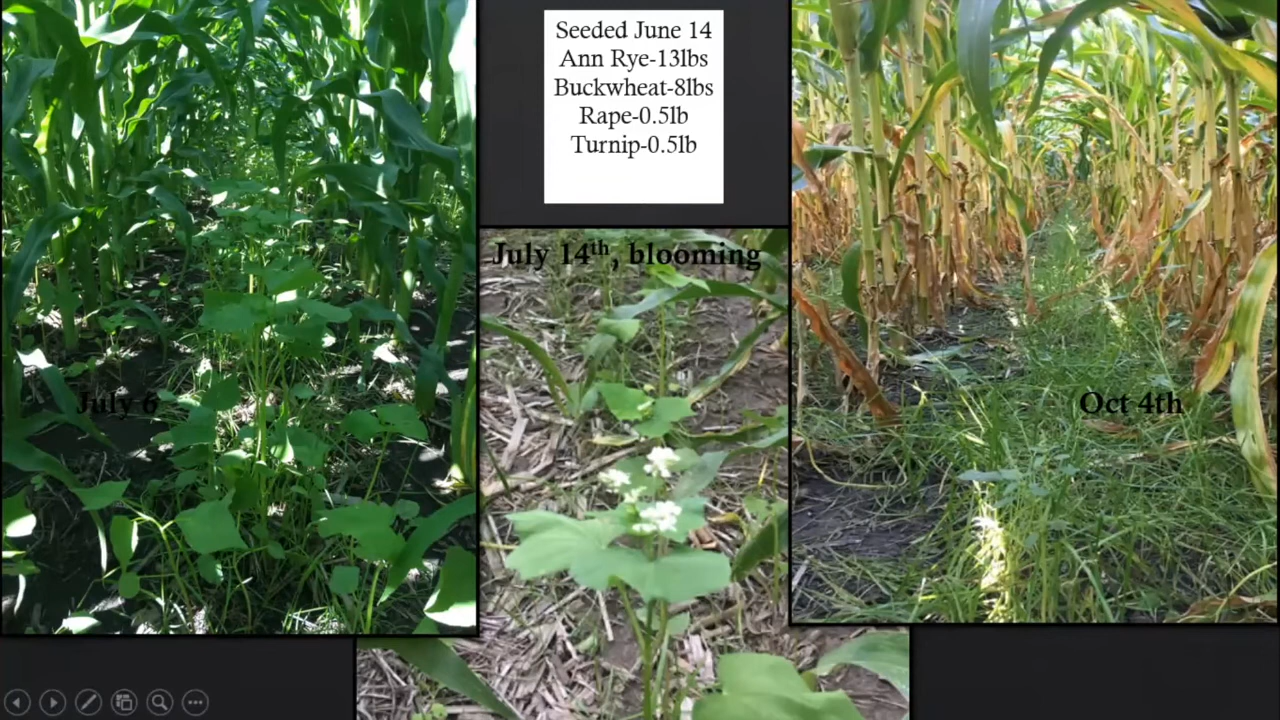 Seeded June 14
Ann Rye-13lbs
Buckwheat-8lbs
Rape-0.5lb
Turnip-0.5lb
July 14th, blooming
July 6
Oct 4th